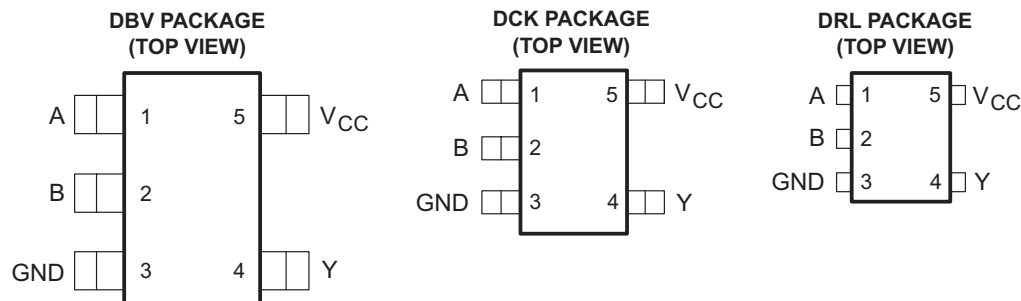 DBV PACKAGE
(TOP VIEW)
A 1 5 VCC
B 2
GND 3 4 Y
DCK PACKAGE
(TOP VIEW)
A 1 5 VCC
B 2
GND 3 4 Y
DRL PACKAGE
(TOP VIEW)
A 1 5 VCC
B 2
GND 3 4 Y